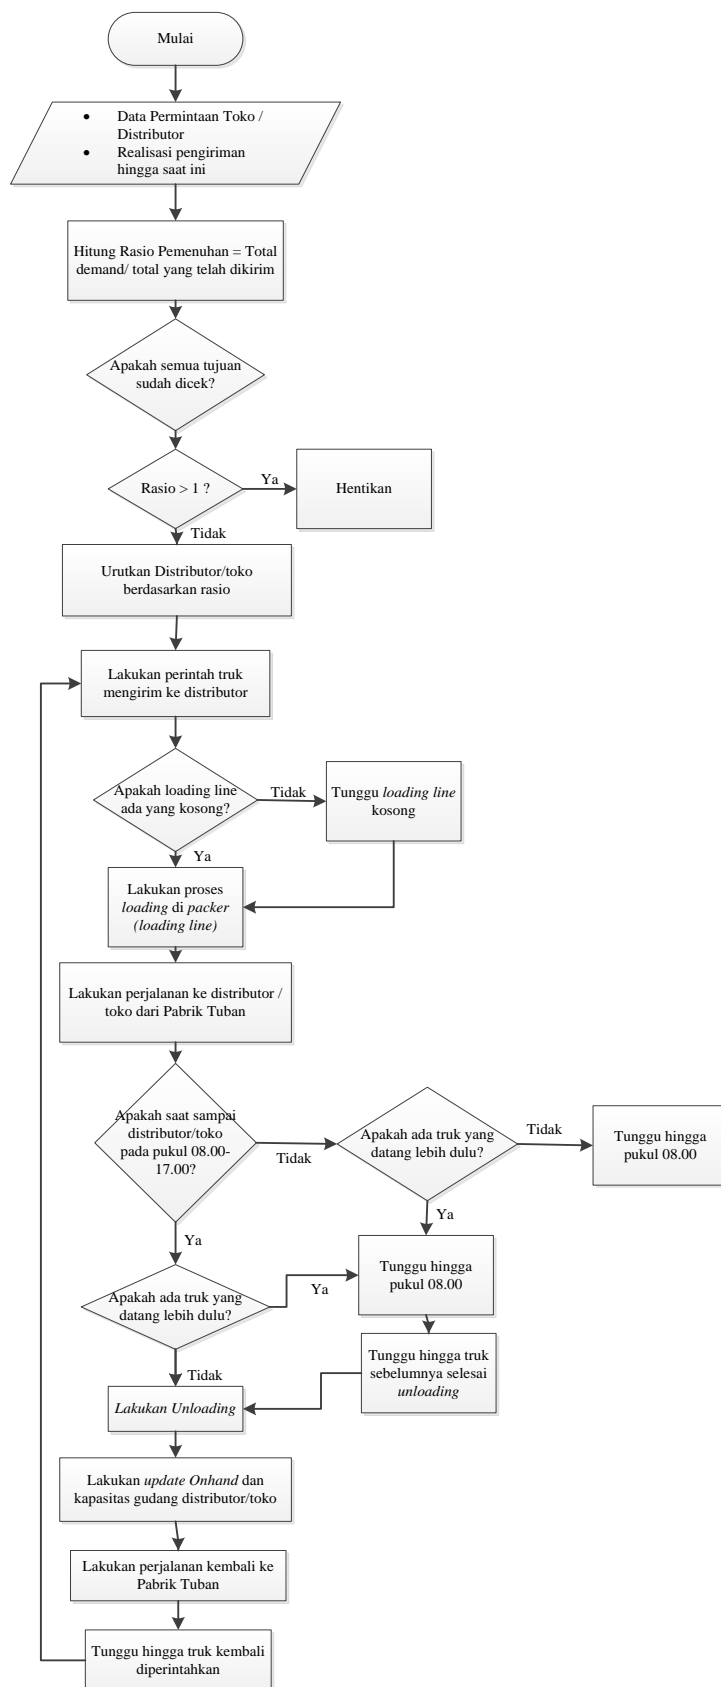 Mulai
• Data Permintaan Toko /
Distributor
• Realisasi pengiriman
hingga saat ini
Hitung Rasio Pemenuhan = Total
demand/ total yang telah dikirim
Apakah semua tujuan
sudah dicek?
Rasio > 1 ?
Ya
Hentikan
Tidak
Urutkan Distributor/toko
berdasarkan rasio
Lakukan perintah truk
mengirim ke distributor
Apakah loading line
ada yang kosong?
Tidak
Tunggu loading line
kosong
Ya
Lakukan proses
loading di packer
(loading line)
Lakukan perjalanan ke distributor /
toko dari Pabrik Tuban
Apakah saat sampai
distributor/toko
pada pukul 08.00-
17.00?
Tidak
Apakah ada truk yang
datang lebih dulu?
Tidak
Tunggu hingga
pukul 08.00
Ya
Ya
Tunggu hingga
pukul 08.00
Apakah ada truk yang
datang lebih dulu?
Ya
Tunggu hingga truk
sebelumnya selesai
unloading
Tidak
Lakukan Unloading
Lakukan update Onhand dan
kapasitas gudang distributor/toko
Lakukan perjalanan kembali ke
Pabrik Tuban
Tunggu hingga truk kembali
diperintahkan